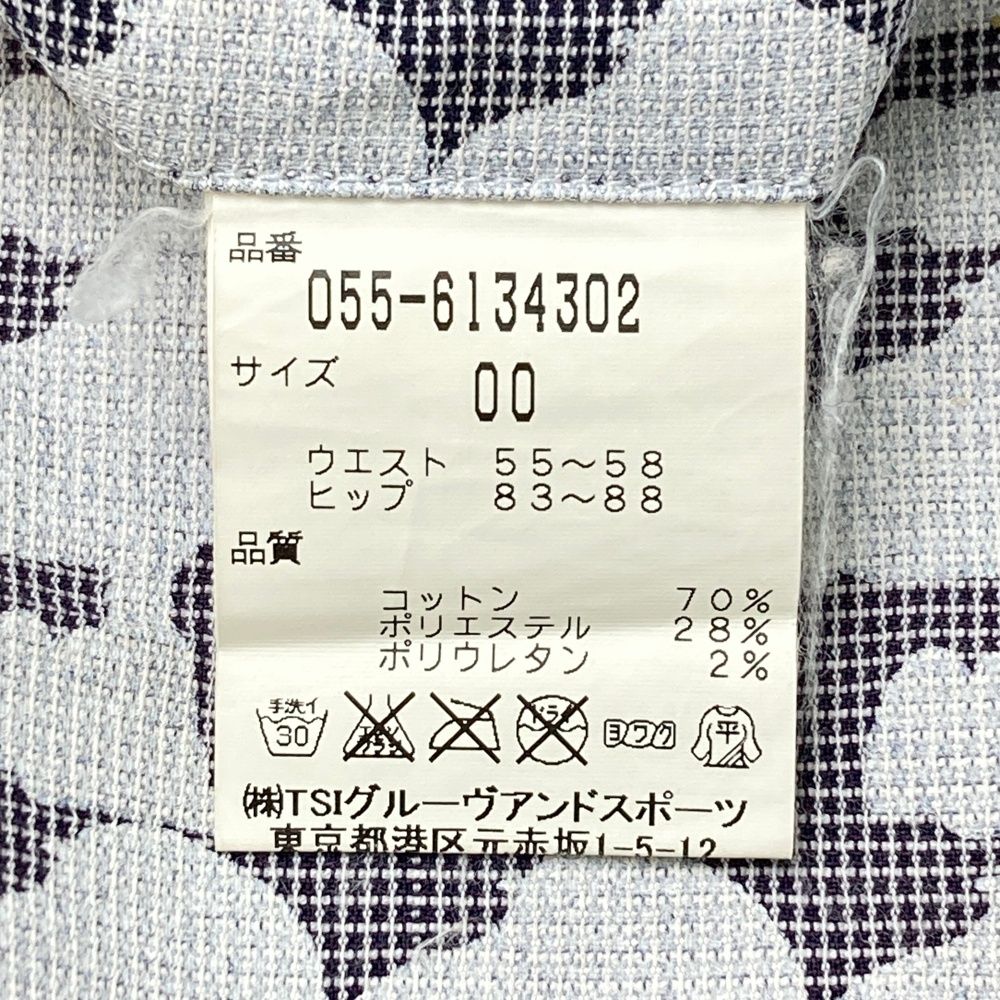 品番
055-6134302
サイズ
00
ウエスト 55～58
ヒップ 83～88
品質
コットン 70%
ポリエステル 28%
ポリウレタン 2%
手洗イ
30
ドライ
ヨワク
平
㈱TSIグルーヴアンドスポーツ
東京都港区元赤坂1-5-12